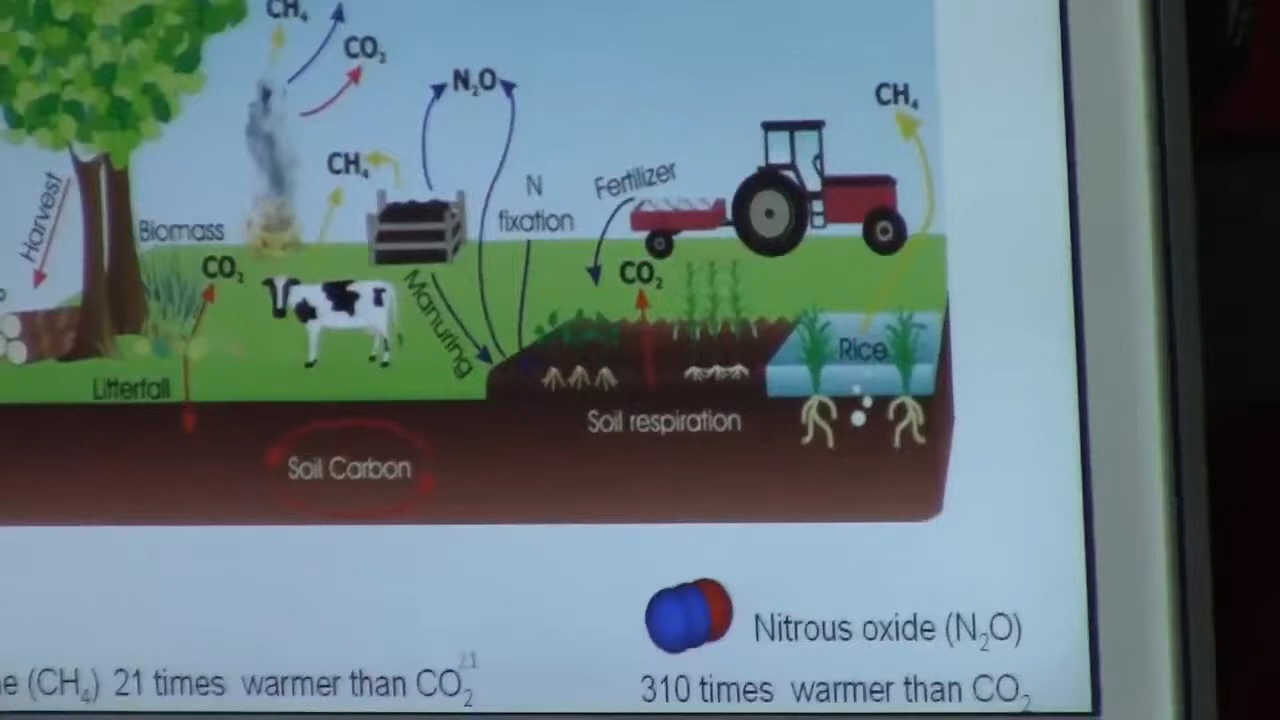 CH₄
CO₂
N₂O
CH₄
CH₄
Fertilizer
N
fixation
Harvest
Biomass
CO₂
CO₂
Manuring
Rice
Litterfall
Soil respiration
Soil Carbon
Nitrous oxide (N₂O)
(CH₄) 21 times warmer than CO₂
21
310 times warmer than CO₂